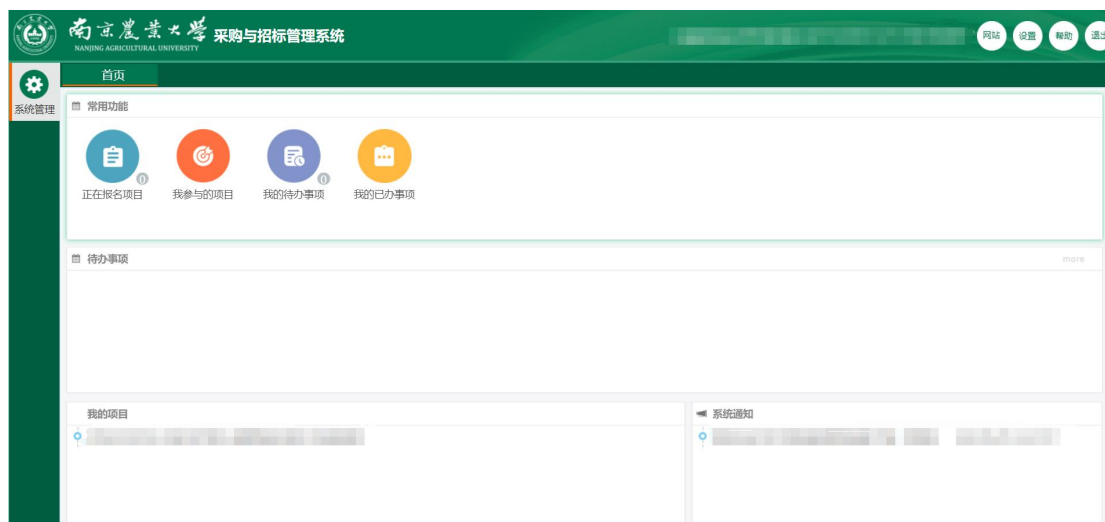 南京農業大學 采购与招标管理系统
NANJING AGRICULTURAL UNIVERSITY
网站 设置 帮助 退出
首页
系统管理
常用功能
0 0
正在报名项目 我参与的项目 我的待办事项 我的已办事项
待办事项 more
我的项目 系统通知